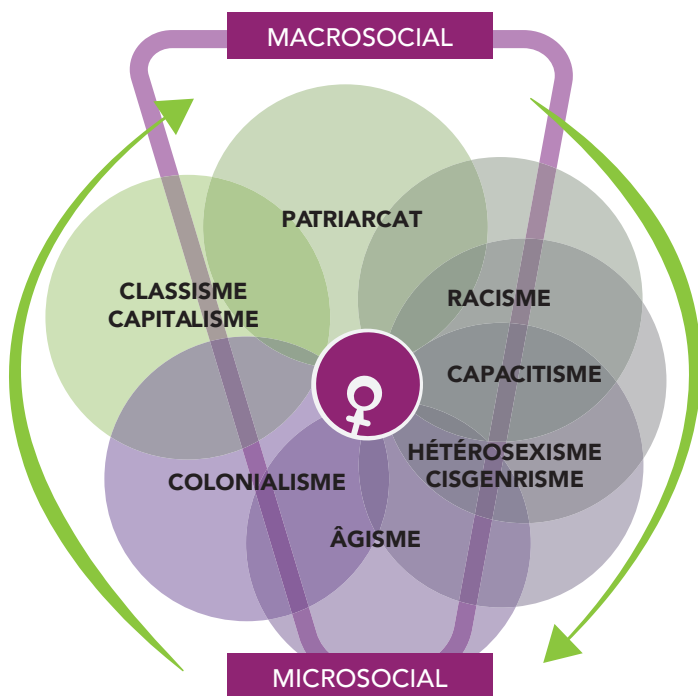 MACROSOCIAL
PATRIARCAT
CLASSISME
CAPITALISME
RACISME
CAPACITISME
HÉTÉROSEXISME
CISGENRISME
COLONIALISME
ÂGISME
MICROSOCIAL